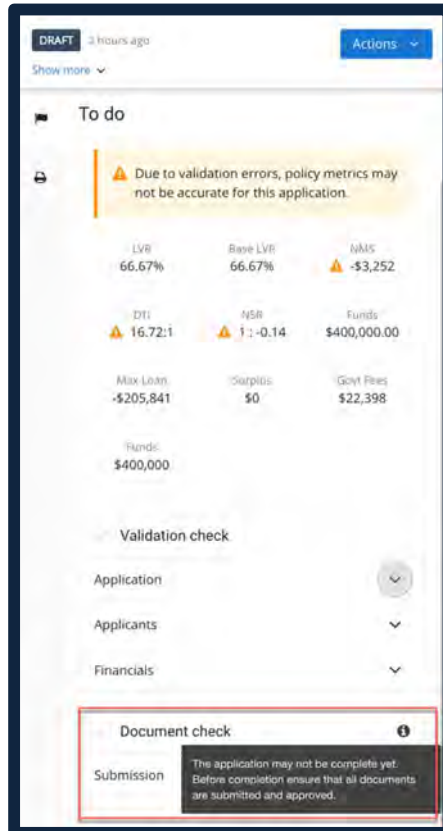 DRAFT 3 hours ago
Actions
Show more
To do
Due to validation errors, policy metrics may
not be accurate for this application.
LVR Base LVR NMS
66.67% 66.67% -$3,252
DTI NSR Funds
16.72:1 1 : -0.14 $400,000.00
Max Loan Surplus Govt Fees
-$205,841 $0 $22,398
Funds
$400,000
Validation check
Application
Applicants
Financials
Document check
Submission
The application may not be complete yet.
Before completion ensure that all documents
are submitted and approved.